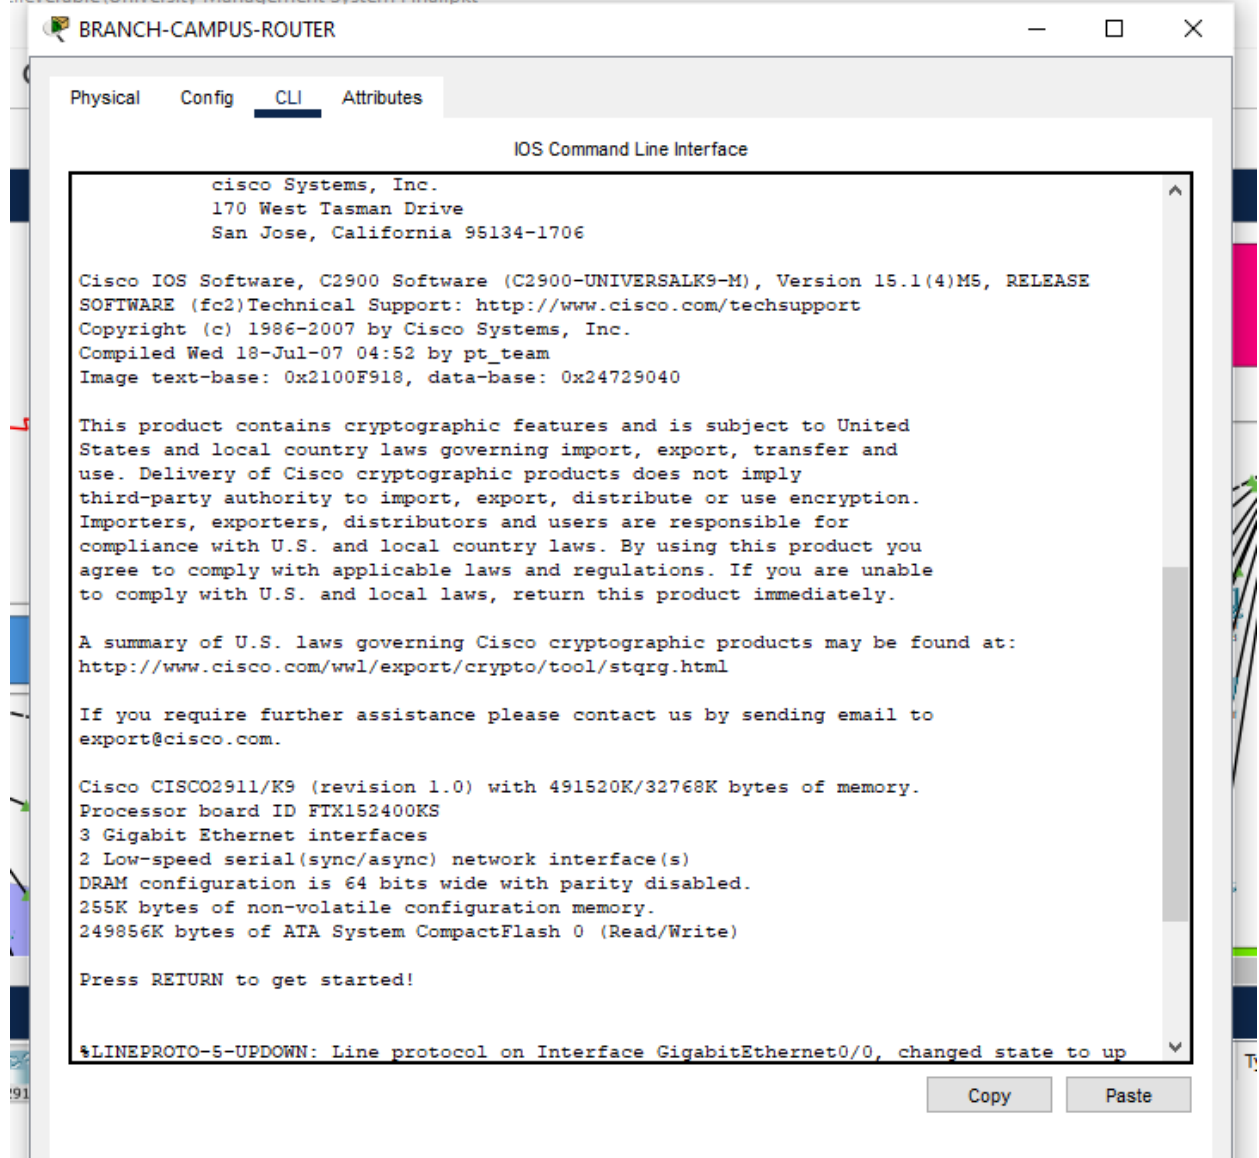 BRANCH-CAMPUS-ROUTER
Physical Config CLI Attributes
IOS Command Line Interface
cisco Systems, Inc.
170 West Tasman Drive
San Jose, California 95134-1706
Cisco IOS Software, C2900 Software (C2900-UNIVERSALK9-M), Version 15.1(4)M5, RELEASE
SOFTWARE (fc2)Technical Support: http://www.cisco.com/techsupport
Copyright (c) 1986-2007 by Cisco Systems, Inc.
Compiled Wed 18-Jul-07 04:52 by pt_team
Image text-base: 0x2100F918, data-base: 0x24729040
This product contains cryptographic features and is subject to United
States and local country laws governing import, export, transfer and
use. Delivery of Cisco cryptographic products does not imply
third-party authority to import, export, distribute or use encryption.
Importers, exporters, distributors and users are responsible for
compliance with U.S. and local country laws. By using this product you
agree to comply with applicable laws and regulations. If you are unable
to comply with U.S. and local laws, return this product immediately.
A summary of U.S. laws governing Cisco cryptographic products may be found at:
http://www.cisco.com/wwl/export/crypto/tool/stqrg.html
If you require further assistance please contact us by sending email to
export@cisco.com.
Cisco CISCO2911/K9 (revision 1.0) with 491520K/32768K bytes of memory.
Processor board ID FTX152400KS
3 Gigabit Ethernet interfaces
2 Low-speed serial(sync/async) network interface(s)
DRAM configuration is 64 bits wide with parity disabled.
255K bytes of non-volatile configuration memory.
249856K bytes of ATA System CompactFlash 0 (Read/Write)
Press RETURN to get started!
%LINEPROTO-5-UPDOWN: Line protocol on Interface GigabitEthernet0/0, changed state to up
Copy Paste